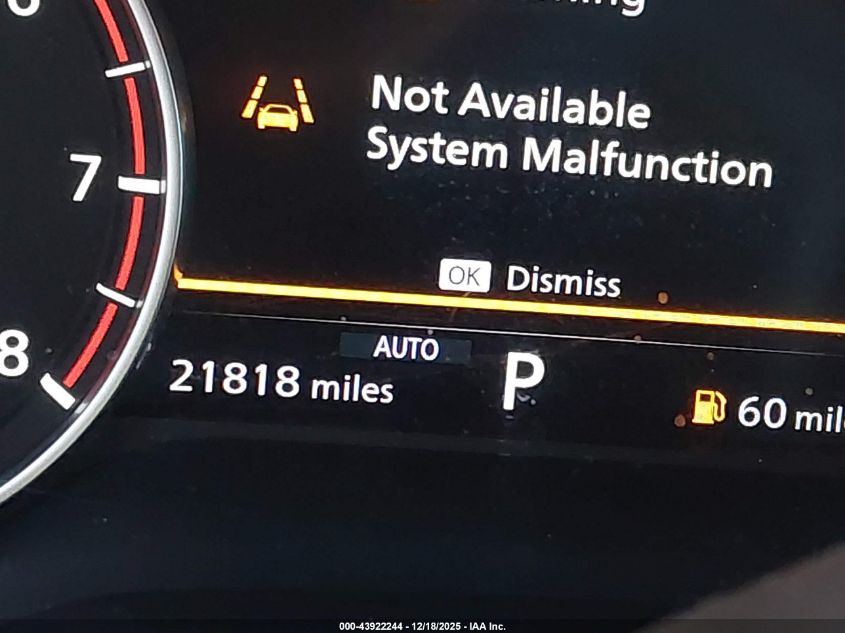 Not Available
System Malfunction
OK Dismiss
7
8
AUTO
21818 miles
P
60
000-43922244 - 12/18/2025 - IAA Inc.